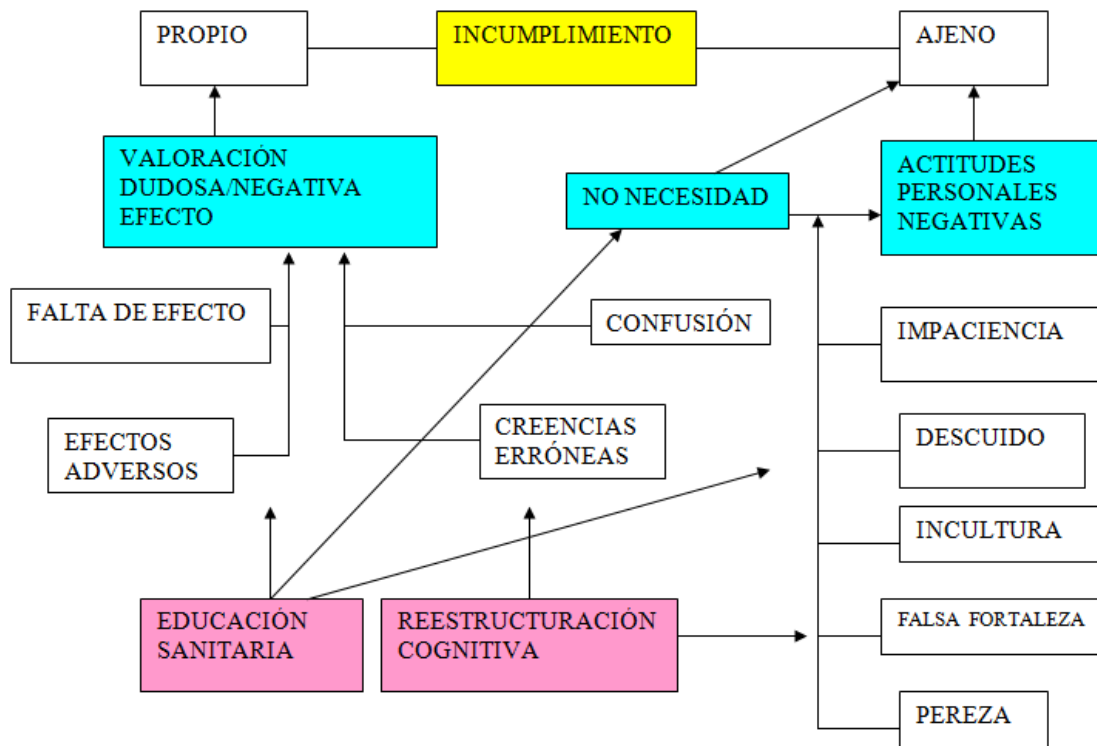 PROPIO
INCUMPLIMIENTO
AJENO
VALORACIÓN
DUDOSA/NEGATIVA
EFECTO
NO NECESIDAD
ACTITUDES
PERSONALES
NEGATIVAS
FALTA DE EFECTO
CONFUSIÓN
IMPACIENCIA
EFECTOS
ADVERSOS
CREENCIAS
ERRÓNEAS
DESCUIDO
INCULTURA
EDUCACIÓN
SANITARIA
REESTRUCTURACIÓN
COGNITIVA
FALSA FORTALEZA
PEREZA